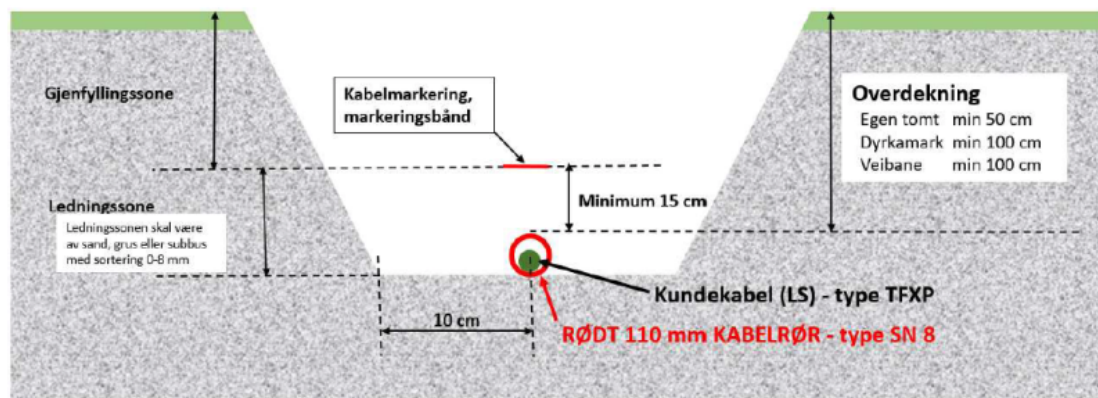 Gjenfyllingssone
Kabelmarkering,
markeringsbånd
Overdekning
Egen tomt min 50 cm
Dyrkamark min 100 cm
Veibane min 100 cm
Ledningssone
Ledningssonen skal være
av sand, grus eller subbus
med sortering 0-8 mm
Minimum 15 cm
Kundekabel (LS) - type TFXP
10 cm
RØDT 110 mm KABELRØR - type SN 8